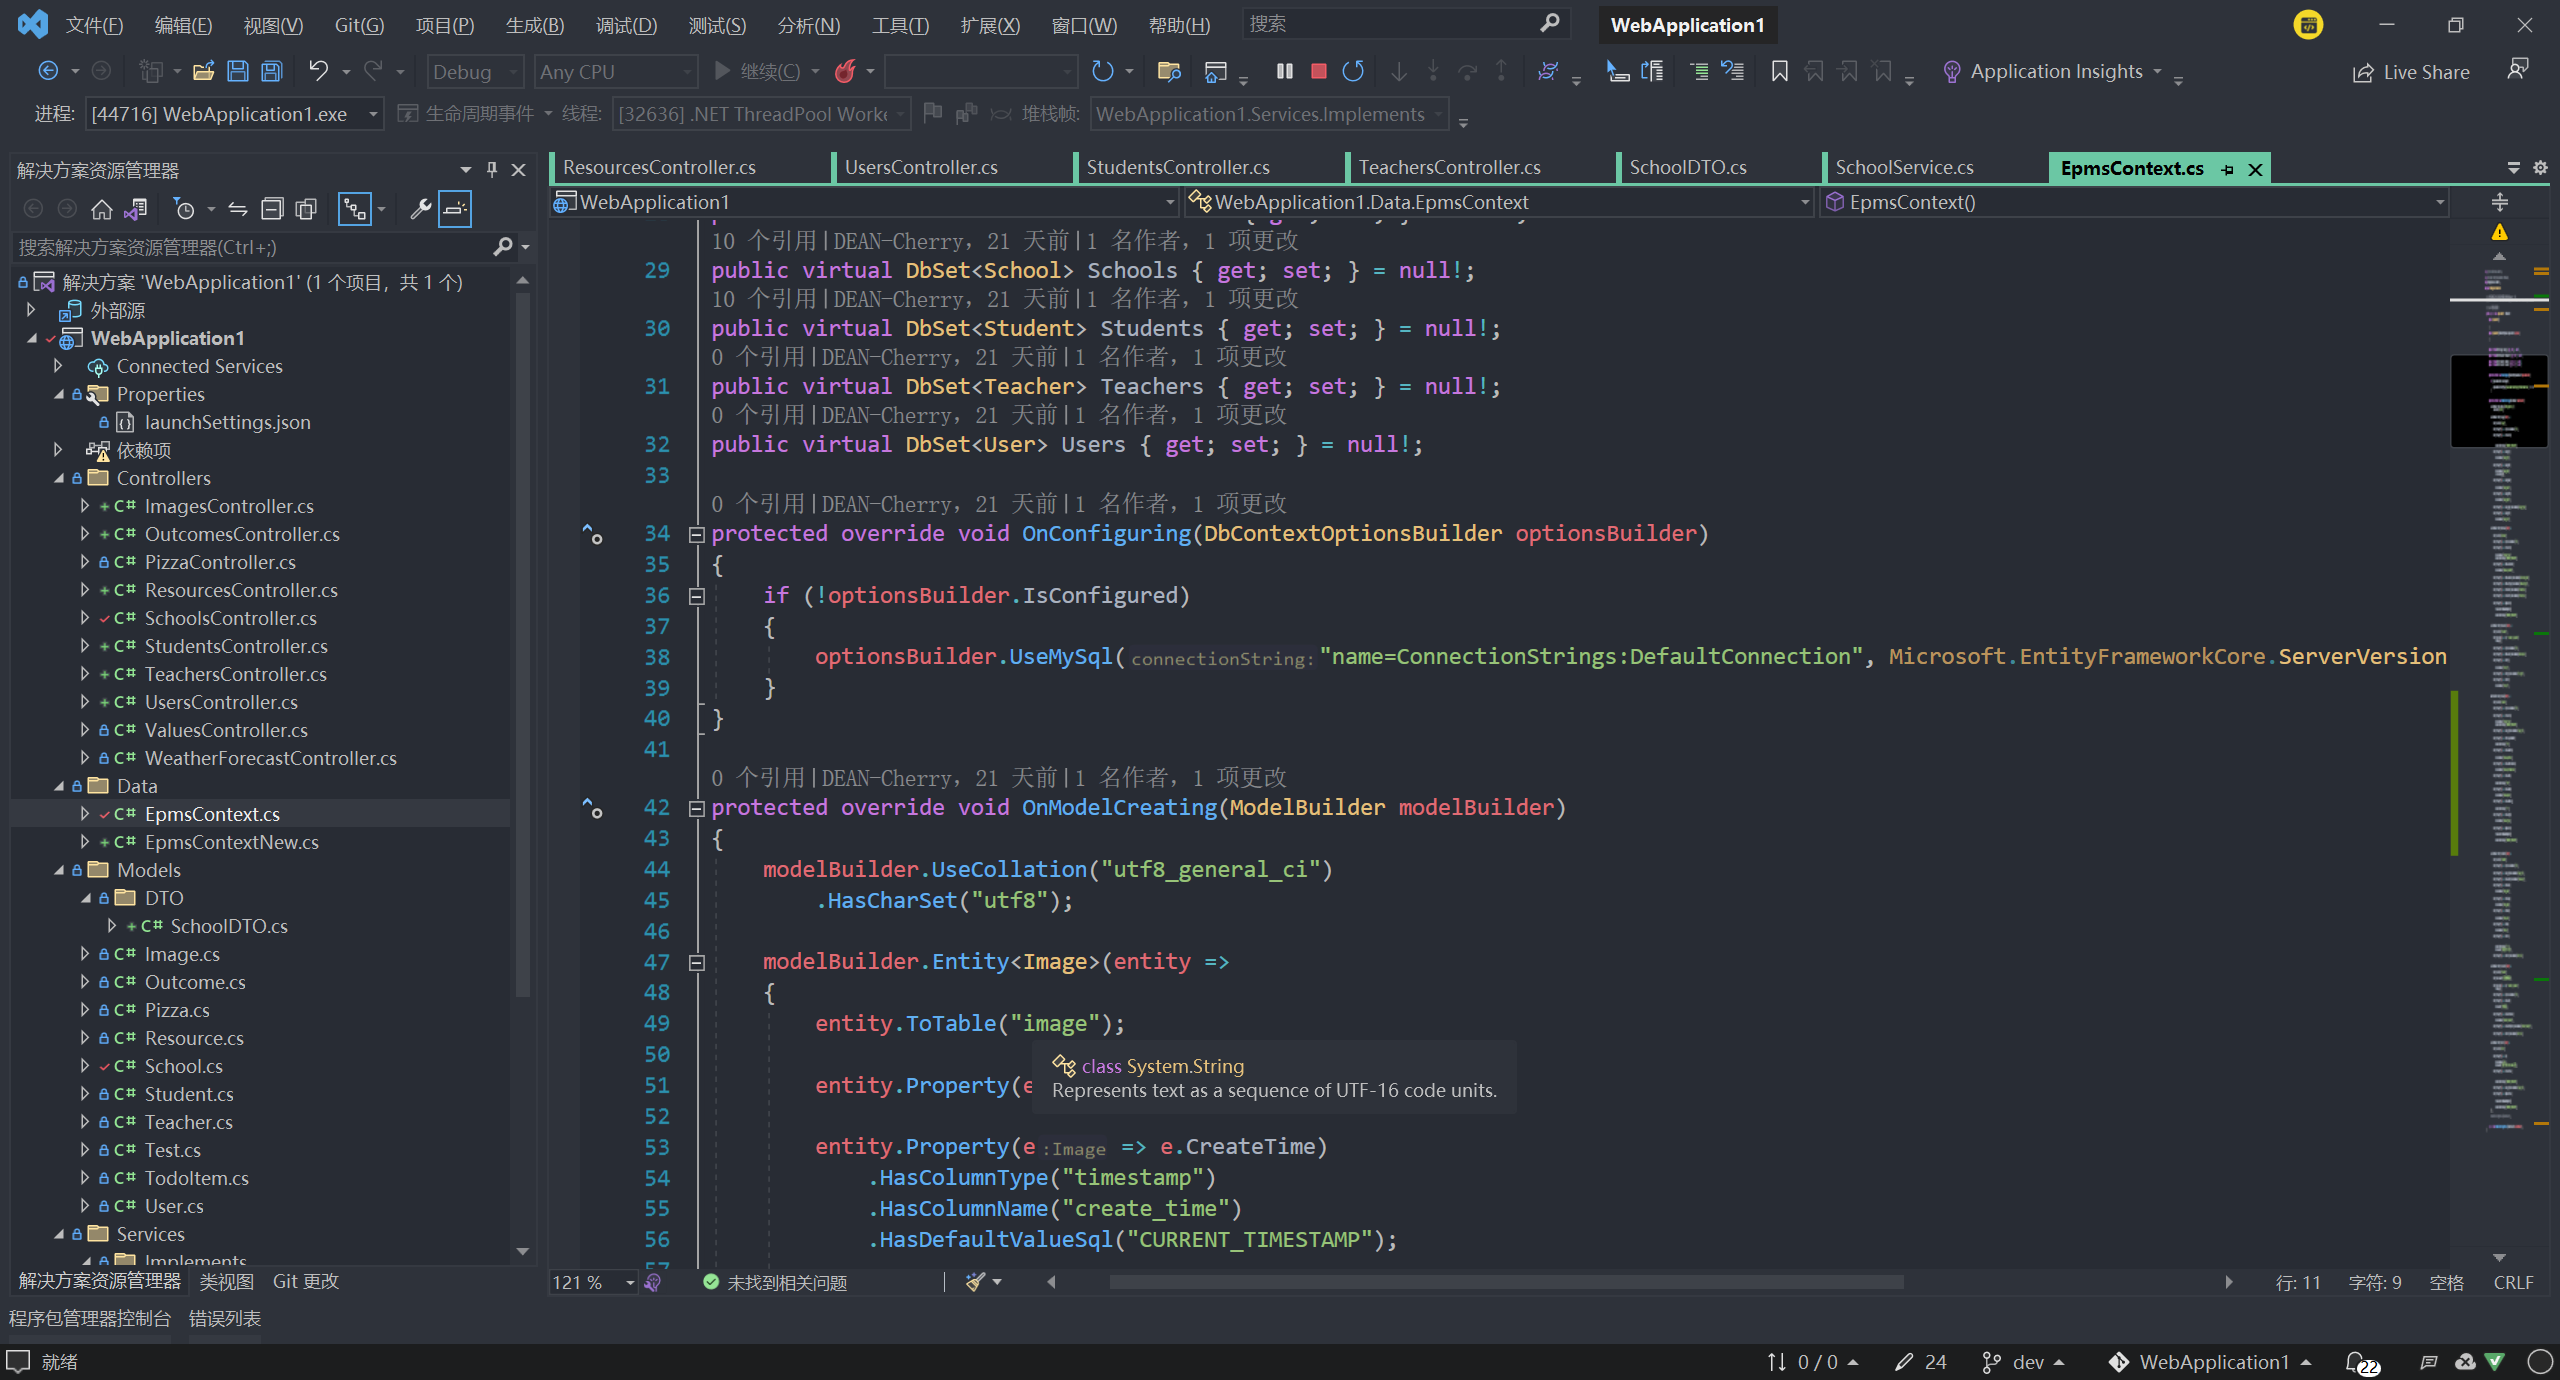 文件(F) 编辑(E) 视图(V) Git(G) 项目(P) 生成(B) 调试(D) 测试(S) 分析(N) 工具(T) 扩展(X) 窗口(W) 帮助(H) 搜索 WebApplication1
Debug Any CPU 继续(C) Application Insights Live Share
进程: [44716] WebApplication1.exe 生命周期事件 线程: [32636] .NET ThreadPool Worke 堆栈帧: WebApplication1.Services.Implements
解决方案资源管理器
搜索解决方案资源管理器(Ctrl+;)
解决方案 'WebApplication1' (1 个项目，共 1 个)
外部源
WebApplication1
Connected Services
Properties
launchSettings.json
依赖项
Controllers
C# ImagesController.cs
C# OutcomesController.cs
C# PizzaController.cs
C# ResourcesController.cs
C# SchoolsController.cs
C# StudentsController.cs
C# TeachersController.cs
C# UsersController.cs
C# ValuesController.cs
C# WeatherForecastController.cs
Data
C# EpmsContext.cs
C# EpmsContextNew.cs
Models
DTO
C# SchoolDTO.cs
C# Image.cs
C# Outcome.cs
C# Pizza.cs
C# Resource.cs
C# School.cs
C# Student.cs
C# Teacher.cs
C# Test.cs
C# TodoItem.cs
C# User.cs
Services
Implements
解决方案资源管理器 类视图 Git 更改
ResourcesController.cs UsersController.cs StudentsController.cs TeachersController.cs SchoolDTO.cs SchoolService.cs EpmsContext.cs
WebApplication1 WebApplication1.Data.EpmsContext EpmsContext()
10 个引用|DEAN-Cherry，21 天前|1 名作者，1 项更改
29 public virtual DbSet<School> Schools { get; set; } = null!;
10 个引用|DEAN-Cherry，21 天前|1 名作者，1 项更改
30 public virtual DbSet<Student> Students { get; set; } = null!;
0 个引用|DEAN-Cherry，21 天前|1 名作者，1 项更改
31 public virtual DbSet<Teacher> Teachers { get; set; } = null!;
0 个引用|DEAN-Cherry，21 天前|1 名作者，1 项更改
32 public virtual DbSet<User> Users { get; set; } = null!;
33
0 个引用|DEAN-Cherry，21 天前|1 名作者，1 项更改
34 protected override void OnConfiguring(DbContextOptionsBuilder optionsBuilder)
35 {
36 if (!optionsBuilder.IsConfigured)
37 {
38 optionsBuilder.UseMySql(connectionString:"name=ConnectionStrings:DefaultConnection", Microsoft.EntityFrameworkCore.ServerVersion
39 }
40 }
41
0 个引用|DEAN-Cherry，21 天前|1 名作者，1 项更改
42 protected override void OnModelCreating(ModelBuilder modelBuilder)
43 {
44 modelBuilder.UseCollation("utf8_general_ci")
45 .HasCharSet("utf8");
46
47 modelBuilder.Entity<Image>(entity =>
48 {
49 entity.ToTable("image");
50
class System.String
51 entity.Property(e
Represents text as a sequence of UTF-16 code units.
52
53 entity.Property(e :Image => e.CreateTime)
54 .HasColumnType("timestamp")
55 .HasColumnName("create_time")
56 .HasDefaultValueSql("CURRENT_TIMESTAMP");
57
121 % 未找到相关问题 行: 11 字符: 9 空格 CRLF
程序包管理器控制台 错误列表
就绪 0 / 0 24 dev WebApplication1 22